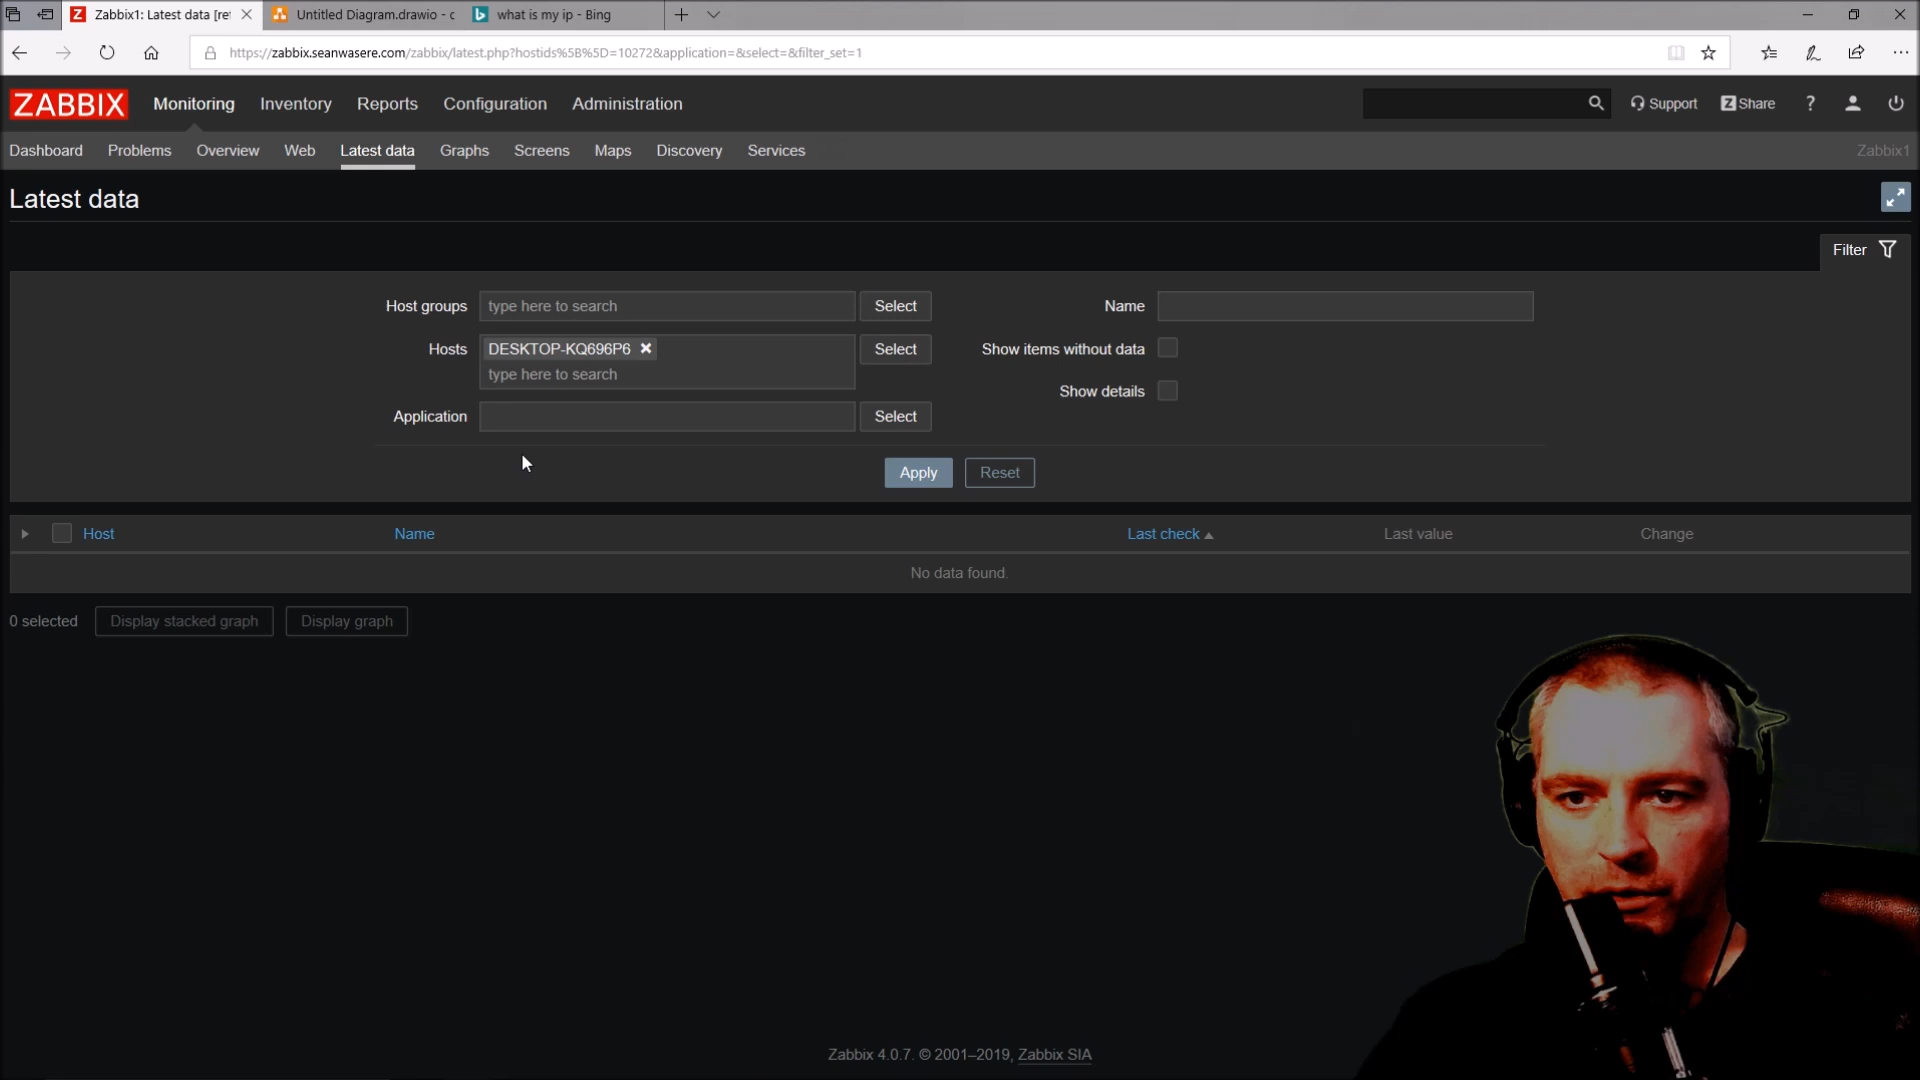 Zabbix1: Latest data [ret
Untitled Diagram.drawio - c
what is my ip - Bing
https://zabbix.seanwasere.com/zabbix/latest.php?hostids%5B%5D=10272&application=&select=&filter_set=1
ZABBIX
Monitoring
Inventory
Reports
Configuration
Administration
Support
Z Share
?
Dashboard
Problems
Overview
Web
Latest data
Graphs
Screens
Maps
Discovery
Services
Zabbix1
Latest data
Filter
Host groups
type here to search
Select
Name
Hosts
DESKTOP-KQ696P6
type here to search
Select
Show items without data
Show details
Application
Select
Apply
Reset
Host
Name
Last check
Last value
Change
No data found.
0 selected
Display stacked graph
Display graph
Zabbix 4.0.7. © 2001–2019, Zabbix SIA